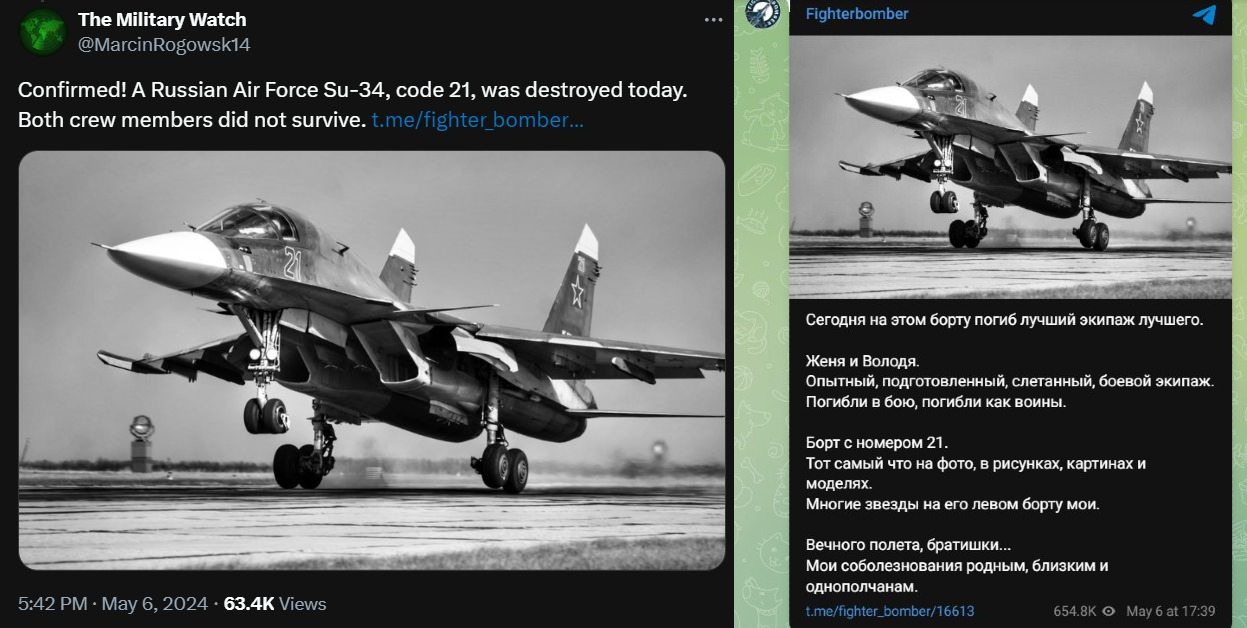 The Military Watch
@MarcinRogowsk14
Confirmed! A Russian Air Force Su-34, code 21, was destroyed today.
Both crew members did not survive. t.me/fighter_bomber...
21
5:42 PM · May 6, 2024 · 63.4K Views
Fighterbomber
21
Сегодня на этом борту погиб лучший экипаж лучшего.
Женя и Володя.
Опытный, подготовленный, слетанный, боевой экипаж.
Погибли в бою, погибли как воины.
Борт с номером 21.
Тот самый что на фото, в рисунках, картинах и
моделях.
Многие звезды на его левом борту мои.
Вечного полета, братишки...
Мои соболезнования родным, близким и
однополчанам.
t.me/fighter_bomber/16613
654.8K May 6 at 17:39